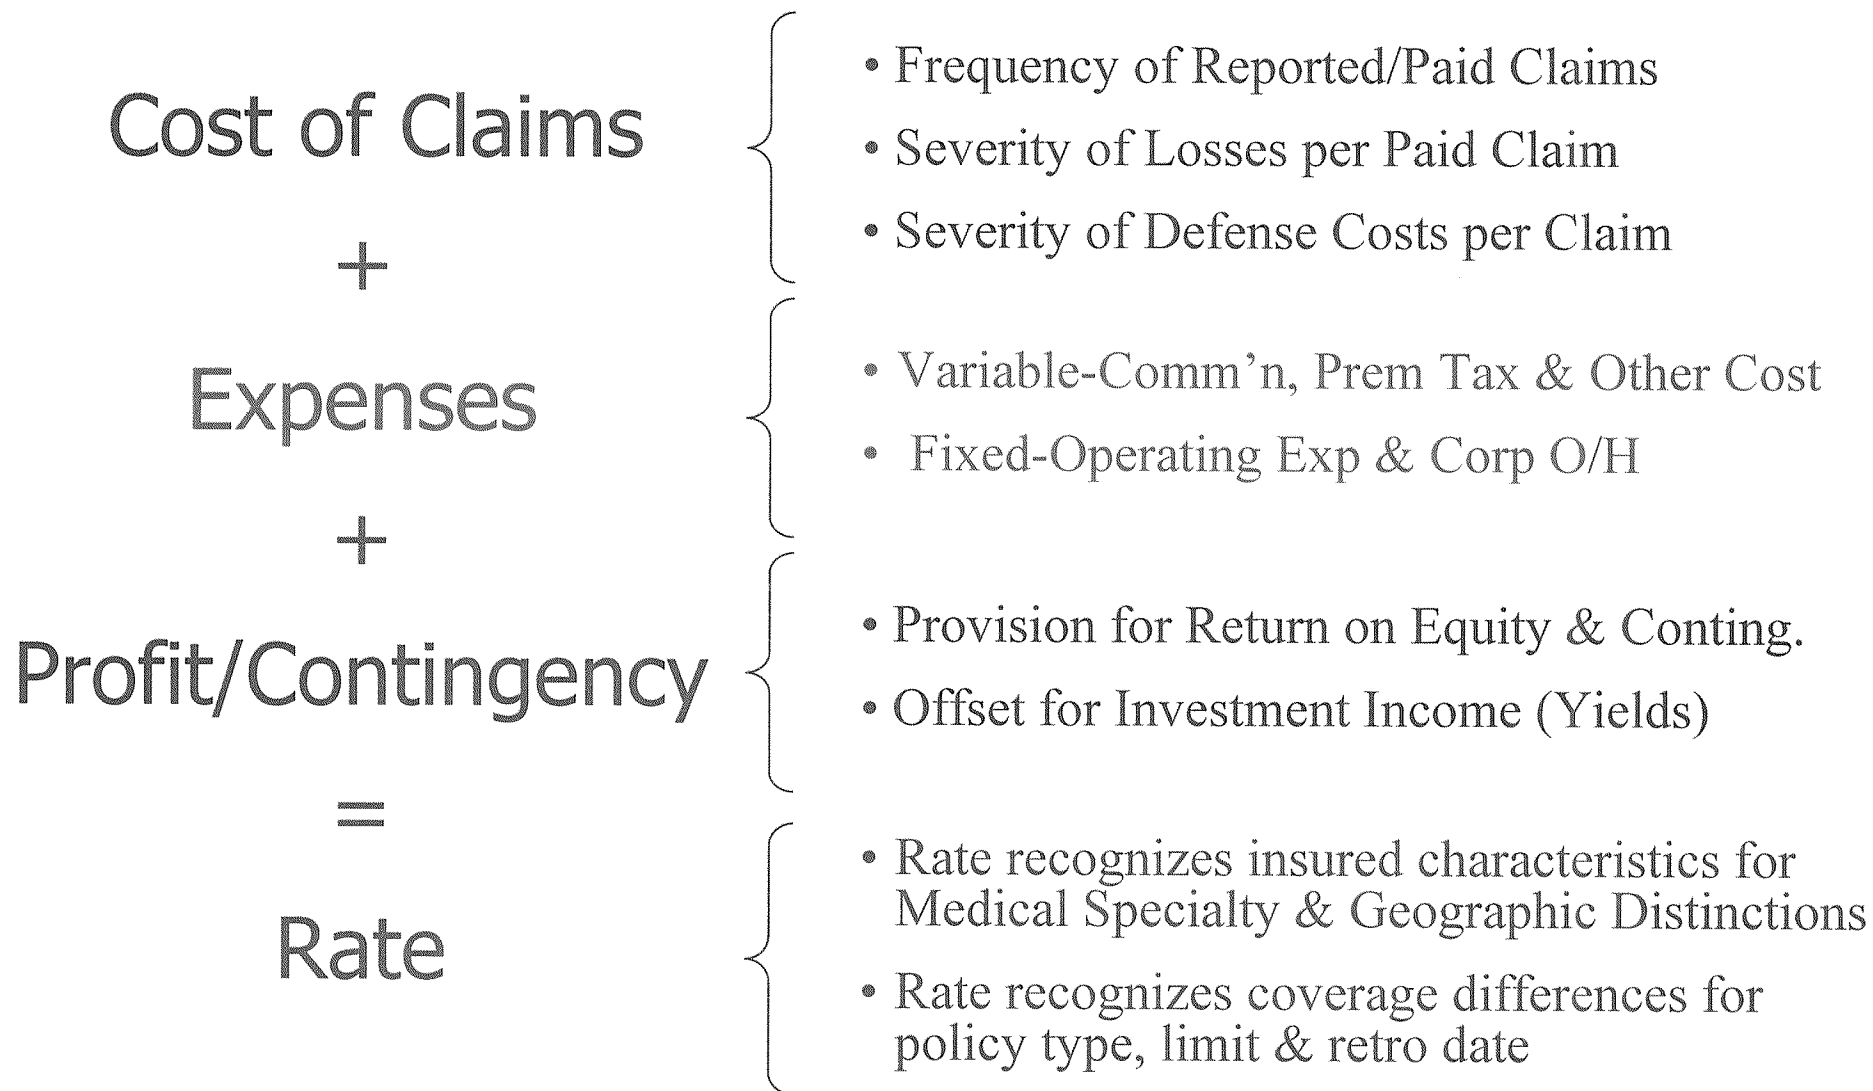 Cost of Claims
• Frequency of Reported/Paid Claims
• Severity of Losses per Paid Claim
• Severity of Defense Costs per Claim
+
Expenses
• Variable-Comm’n, Prem Tax & Other Cost
• Fixed-Operating Exp & Corp O/H
+
Profit/Contingency
• Provision for Return on Equity & Conting.
• Offset for Investment Income (Yields)
=
Rate
• Rate recognizes insured characteristics for
Medical Specialty & Geographic Distinctions
• Rate recognizes coverage differences for
policy type, limit & retro date